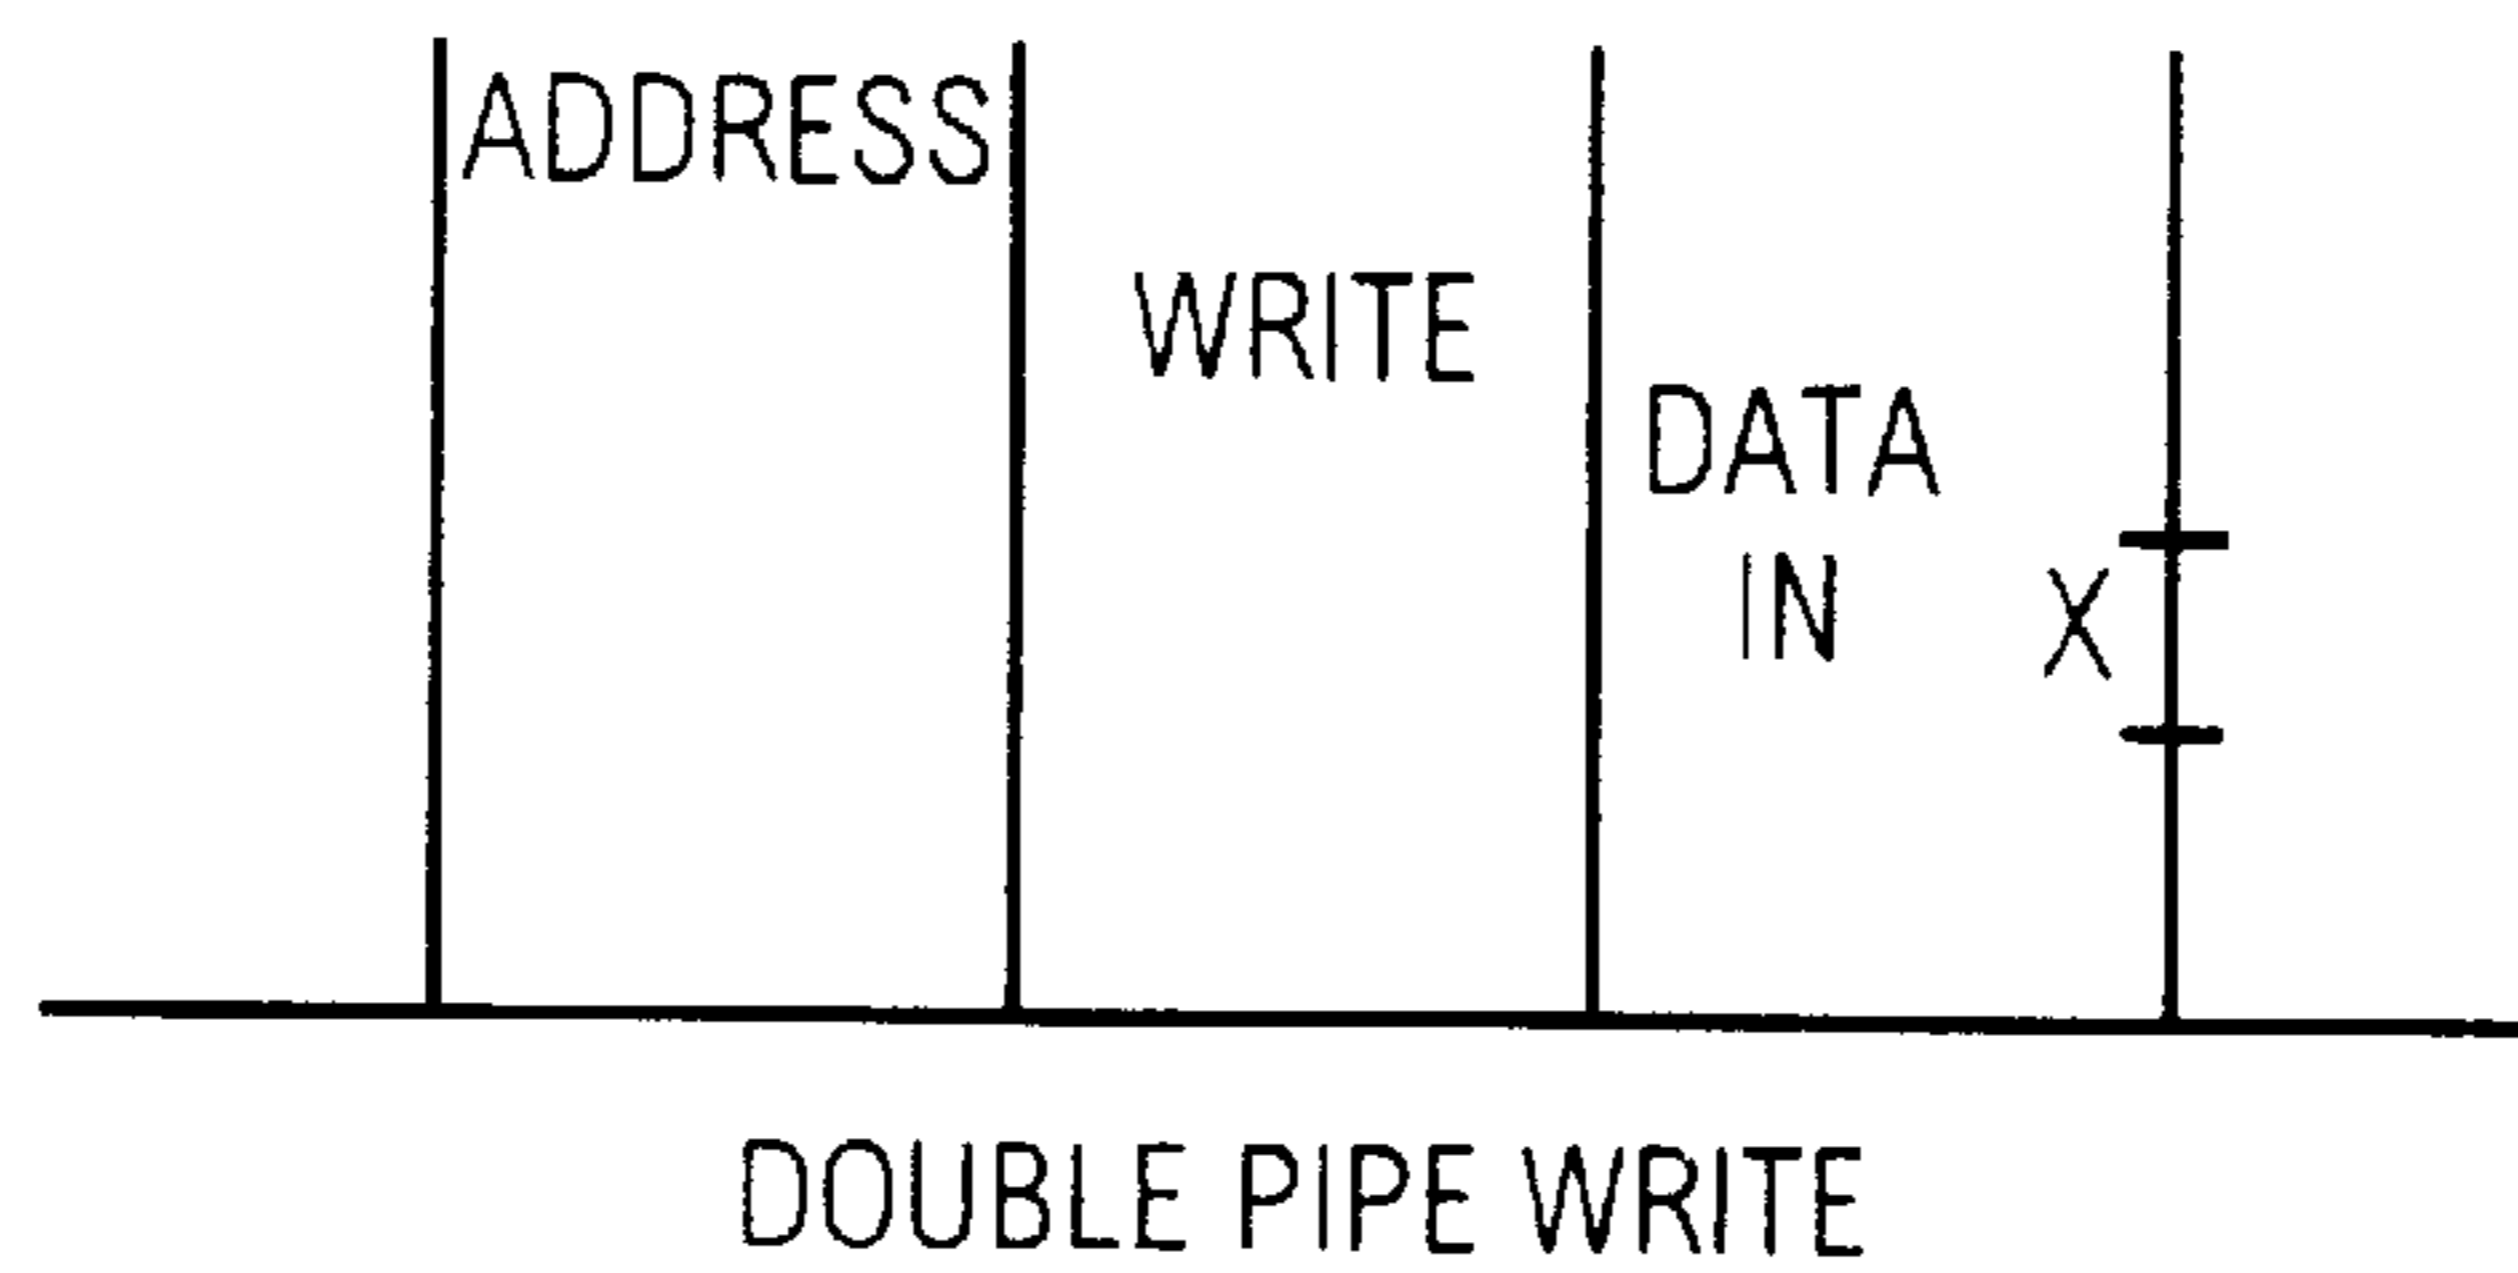 ADDRESS
WRITE
DATA
IN
X
DOUBLE PIPE WRITE